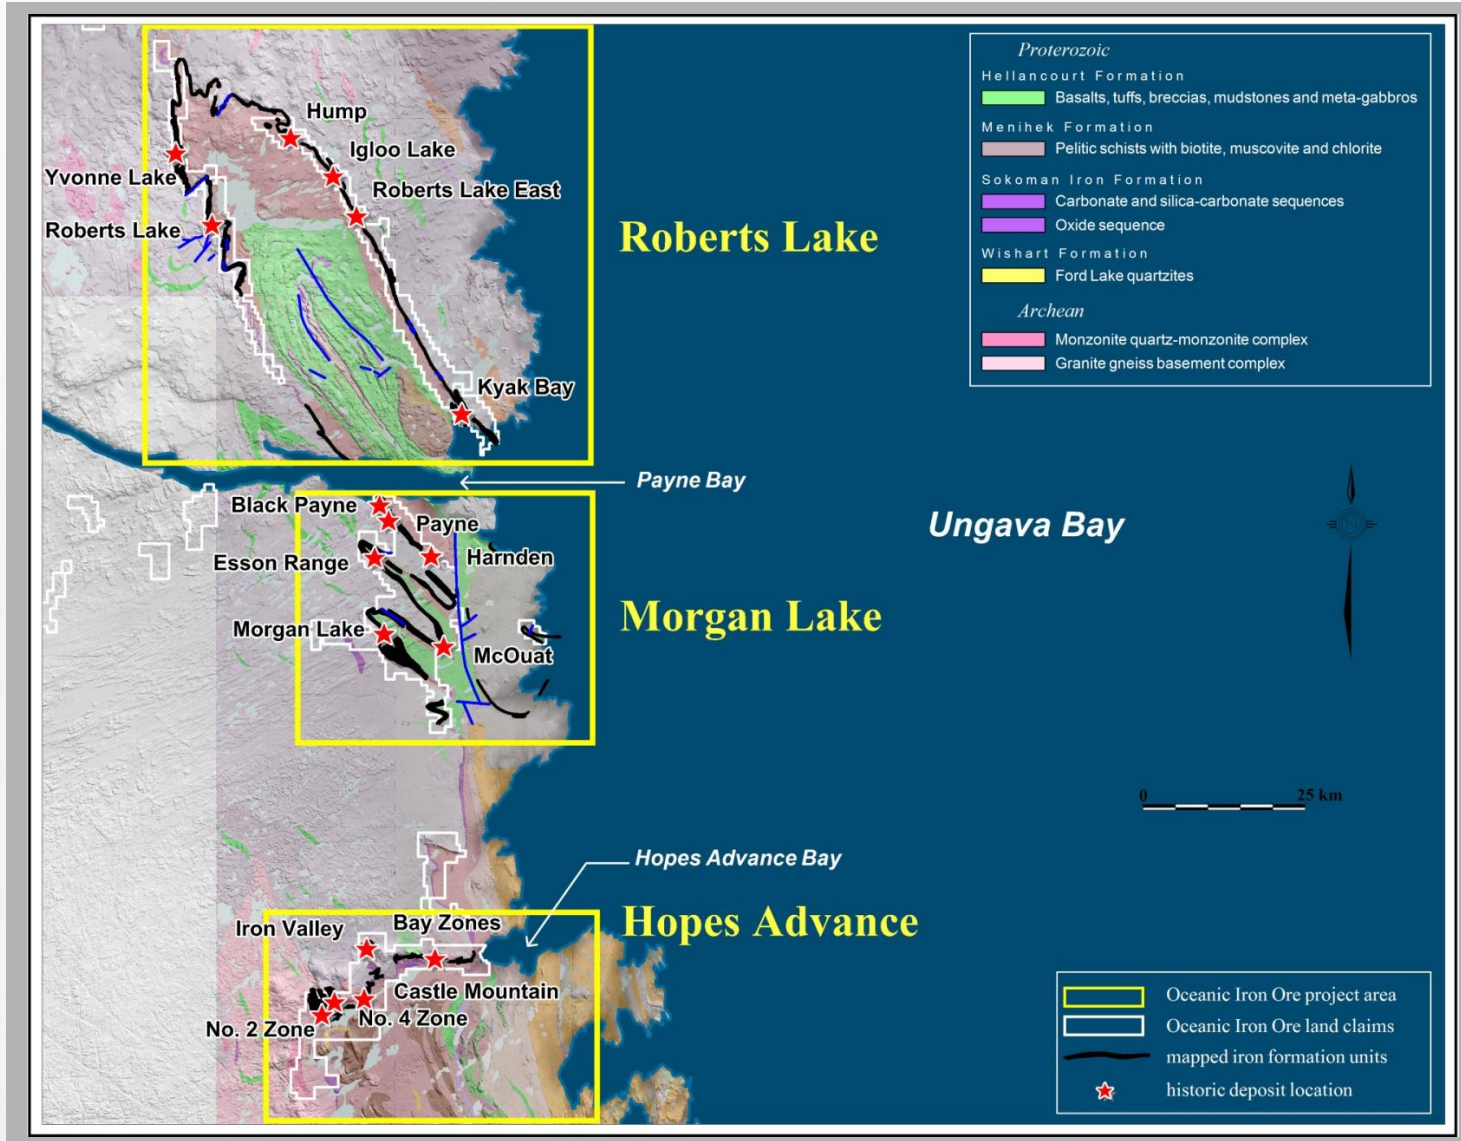 Proterozoic
Hellancourt Formation
Basalts, tuffs, breccias, mudstones and meta-gabbros
Menihek Formation
Pelitic schists with biotite, muscovite and chlorite
Sokoman Iron Formation
Carbonate and silica-carbonate sequences
Oxide sequence
Wishart Formation
Ford Lake quartzites
Archean
Monzonite quartz-monzonite complex
Granite gneiss basement complex
Hump
Igloo Lake
Yvonne Lake
Roberts Lake East
Roberts Lake
Roberts Lake
Kyak Bay
Payne Bay
Black Payne
Payne
Ungava Bay
N
Esson Range
Harnden
Morgan Lake
Morgan Lake
McOuat
0 25 km
Hopes Advance Bay
Hopes Advance
Iron Valley
Bay Zones
Castle Mountain
No. 4 Zone
No. 2 Zone
Oceanic Iron Ore project area
Oceanic Iron Ore land claims
mapped iron formation units
historic deposit location